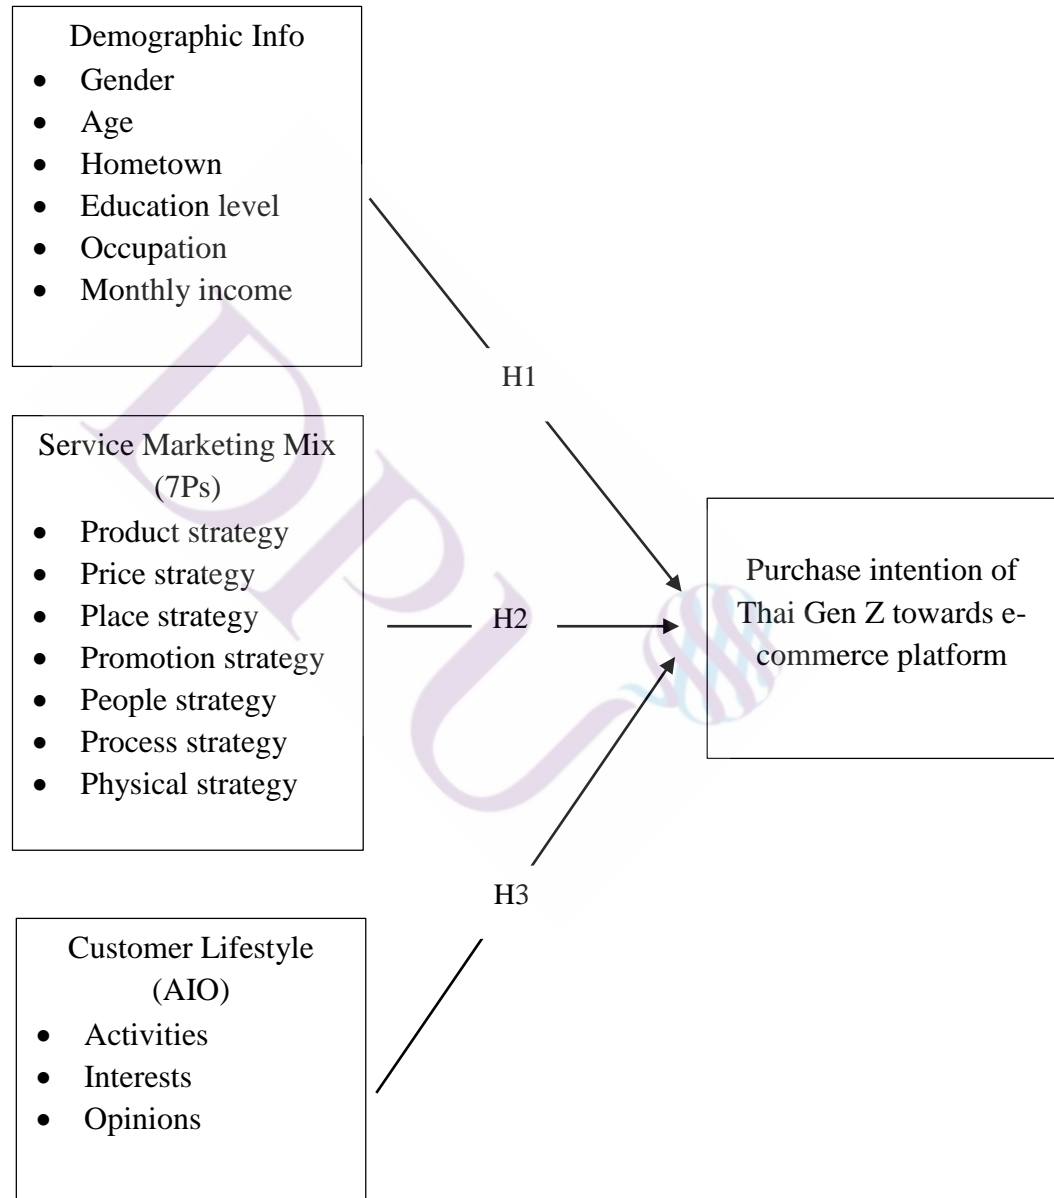 Demographic Info
• Gender
• Age
• Hometown
• Education level
• Occupation
• Monthly income
H1
Service Marketing Mix
(7Ps)
• Product strategy
• Price strategy
• Place strategy
• Promotion strategy
• People strategy
• Process strategy
• Physical strategy
H2
Purchase intention of
Thai Gen Z towards e-
commerce platform
H3
Customer Lifestyle
(AIO)
• Activities
• Interests
• Opinions
DPU